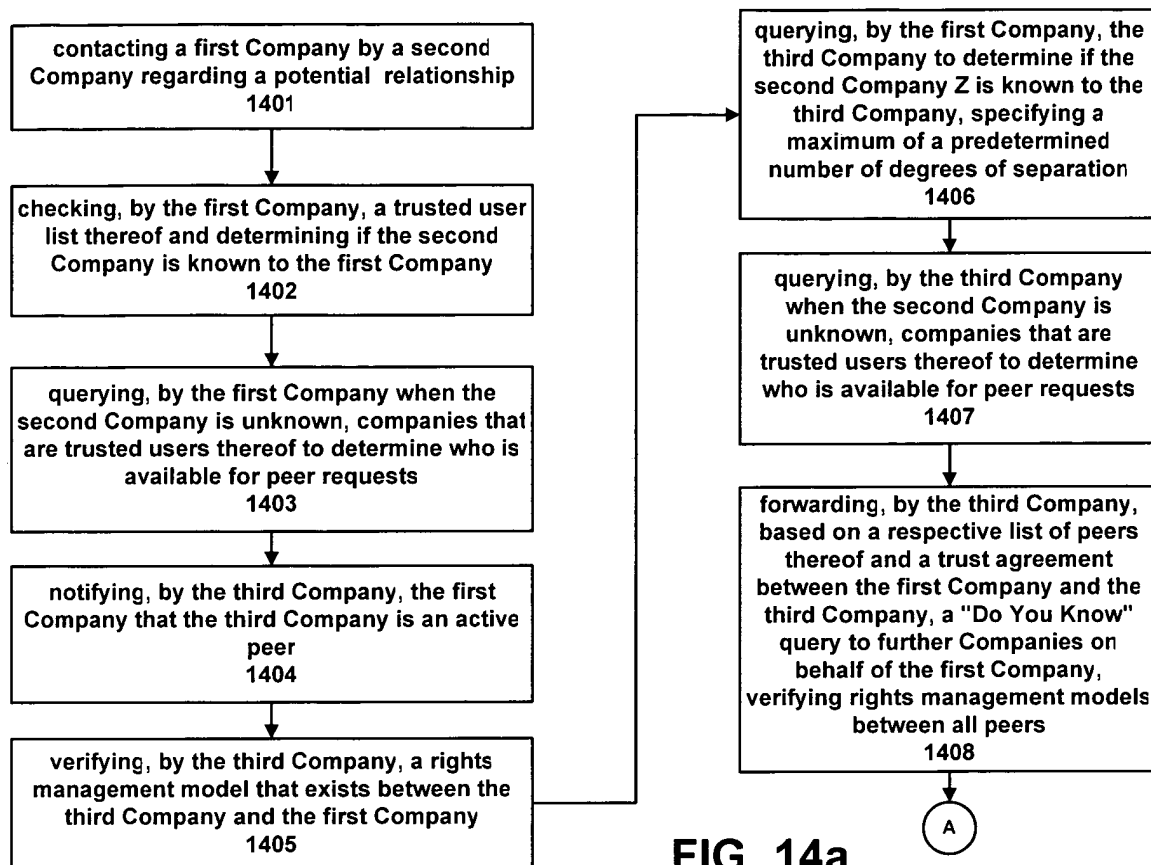 contacting a first Company by a second
Company regarding a potential relationship
1401
checking, by the first Company, a trusted user
list thereof and determining if the second
Company is known to the first Company
1402
querying, by the first Company when the
second Company is unknown, companies that
are trusted users thereof to determine who is
available for peer requests
1403
notifying, by the third Company, the first
Company that the third Company is an active
peer
1404
verifying, by the third Company, a rights
management model that exists between the
third Company and the first Company
1405
querying, by the first Company, the
third Company to determine if the
second Company Z is known to the
third Company, specifying a
maximum of a predetermined
number of degrees of separation
1406
querying, by the third Company
when the second Company is
unknown, companies that are
trusted users thereof to determine
who is available for peer requests
1407
forwarding, by the third Company,
based on a respective list of peers
thereof and a trust agreement
between the first Company and the
third Company, a "Do You Know"
query to further Companies on
behalf of the first Company,
verifying rights management models
between all peers
1408
A
FIG. 14a